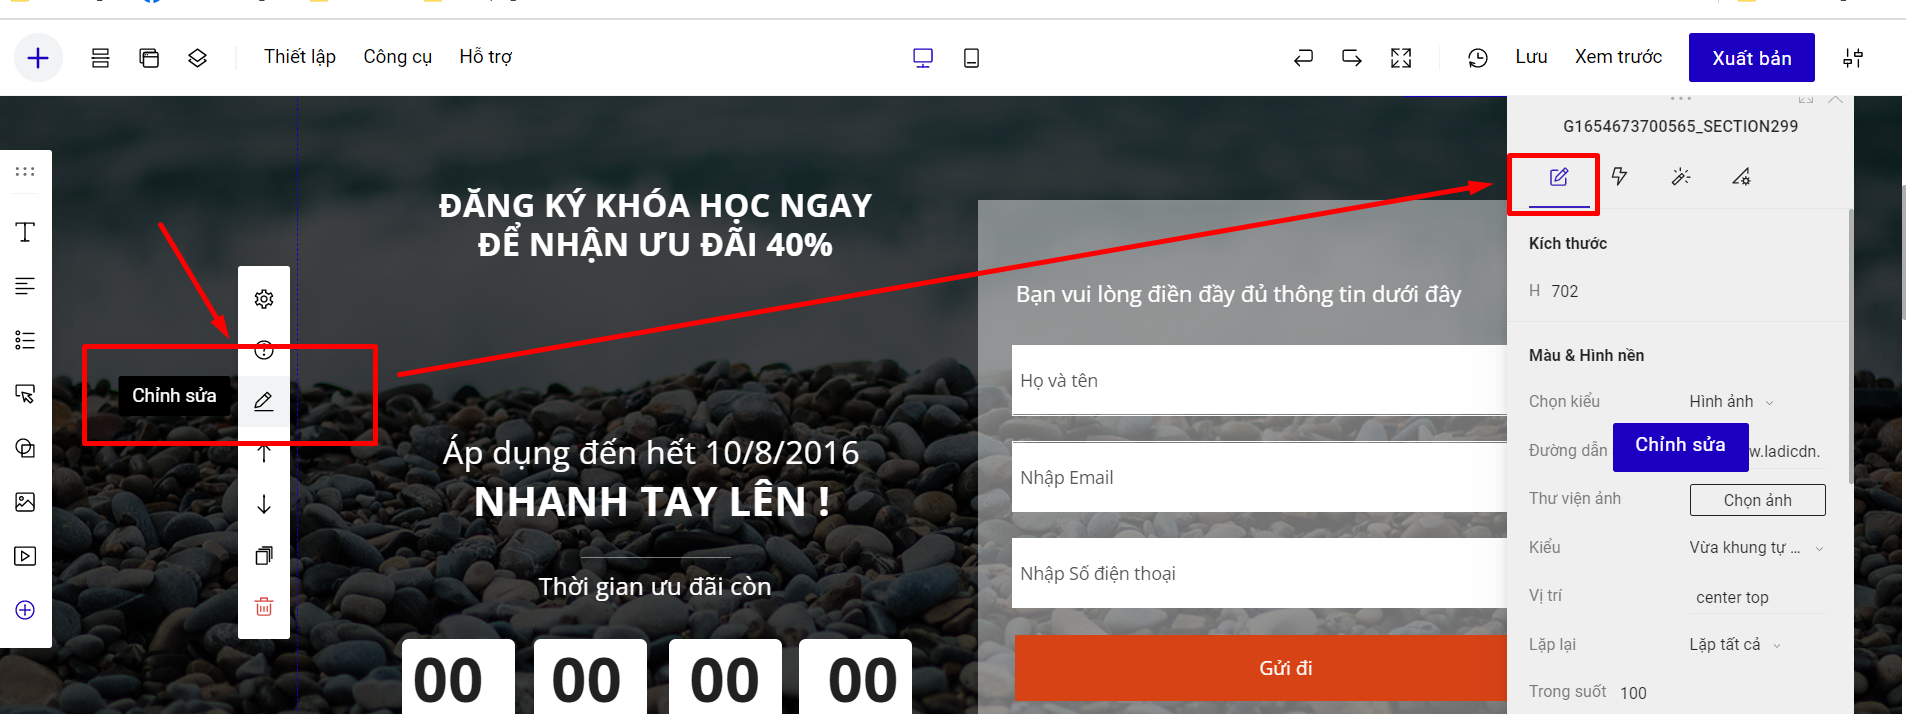 Thiết lập
Công cụ
Hỗ trợ
Lưu
Xem trước
Xuất bản
G1654673700565_SECTION299
ĐĂNG KÝ KHÓA HỌC NGAY
ĐỂ NHẬN ƯU ĐÃI 40%
Áp dụng đến hết 10/8/2016
NHANH TAY LÊN !
Thời gian ưu đãi còn
00 00 00 00
Chỉnh sửa
Bạn vui lòng điền đầy đủ thông tin dưới đây
Họ và tên
Nhập Email
Nhập Số điện thoại
Gửi đi
Kích thước
H 702
Màu & Hình nền
Chọn kiểu Hình ảnh
Đường dẫn w.ladicdn.
Chỉnh sửa
Thư viện ảnh Chọn ảnh
Kiểu Vừa khung tự ...
Vị trí center top
Lặp lại Lặp tất cả
Trong suốt 100